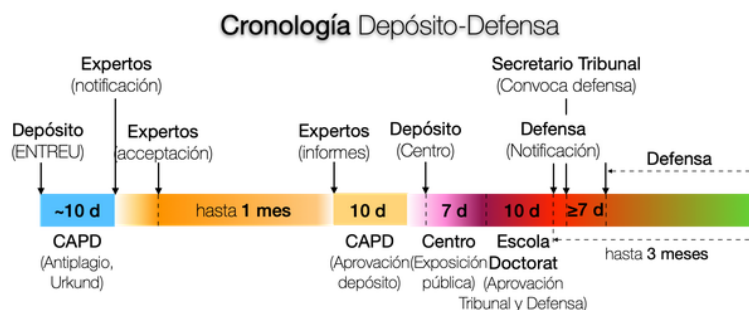 Cronología Depósito-Defensa
Expertos
(notificación)
Secretario Tribunal
(Convoca defensa)
Depósito
(ENTREU)
Expertos
(acceptación)
Expertos
(informes)
Depósito
(Centro)
Defensa
(Notificación)
Defensa
~10 d
hasta 1 mes
10 d
7 d
10 d
≥7 d
CAPD
(Antiplagio,
Urkund)
CAPD
(Aprovación
depósito)
Centro
(Exposición
pública)
Escola
Doctorat
(Aprovación
Tribunal y Defensa)
hasta 3 meses